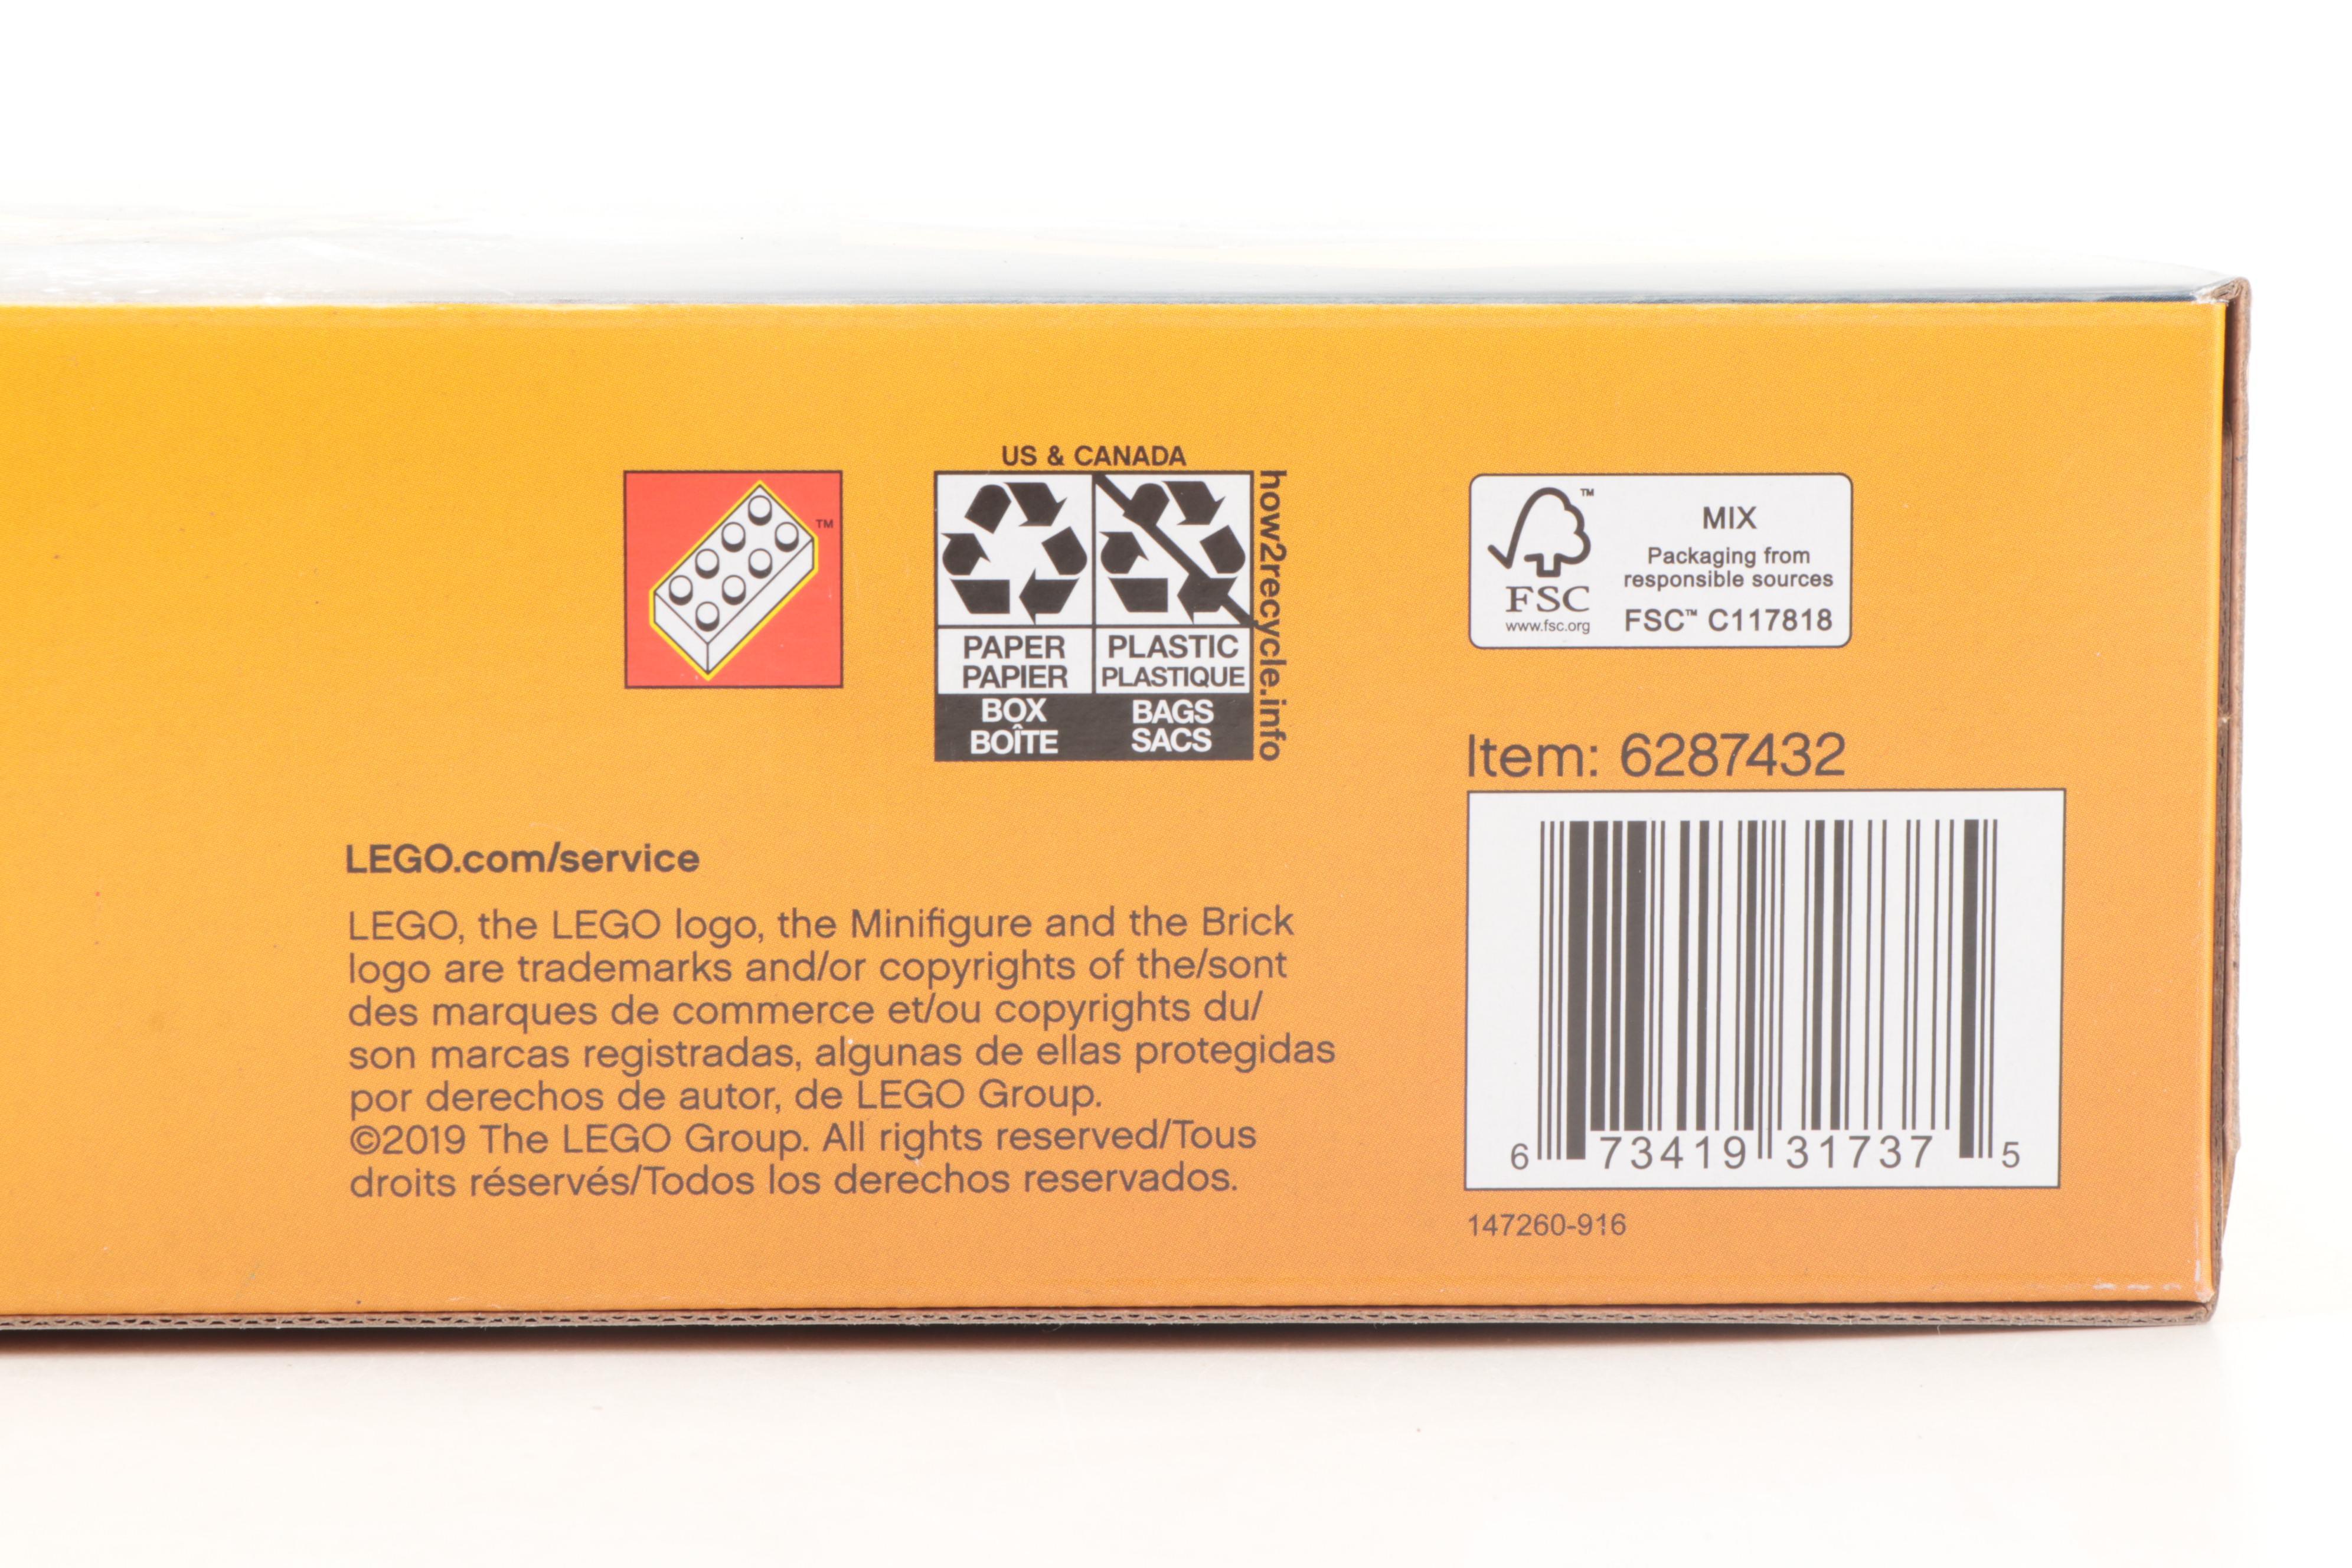 US & CANADA
PAPER
PAPIER
BOX
BOÎTE
PLASTIC
PLASTIQUE
BAGS
SACS
how2recycle.info
™
™
FSC
www.fsc.org
MIX
Packaging from
responsible sources
FSC™ C117818
Item: 6287432
6 73419 31737 5
147260-916
LEGO.com/service
LEGO, the LEGO logo, the Minifigure and the Brick
logo are trademarks and/or copyrights of the/sont
des marques de commerce et/ou copyrights du/
son marcas registradas, algunas de ellas protegidas
por derechos de autor, de LEGO Group.
©2019 The LEGO Group. All rights reserved/Tous
droits réservés/Todos los derechos reservados.